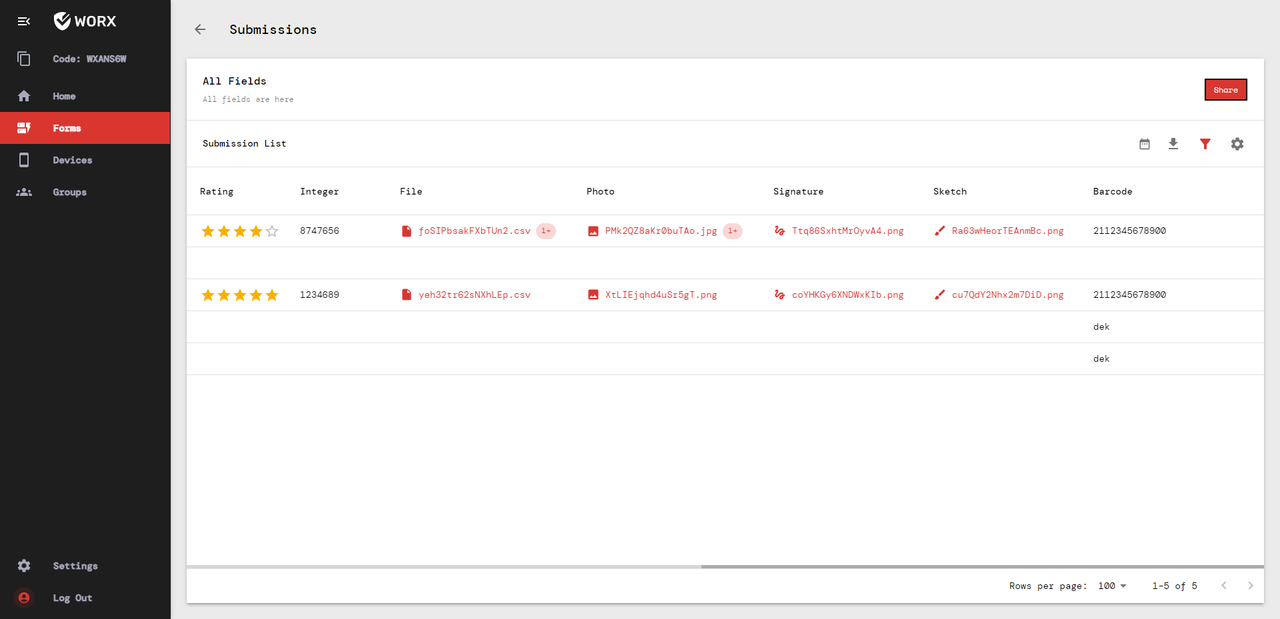 WORX
Code: WXANS6W
Home
Forms
Devices
Groups
Settings
Log Out
Submissions
All Fields
All fields are here
Share
Submission List
Rating Integer File Photo Signature Sketch Barcode
8747656 foSIPbsakFXbTUn2.csv 1+ PMk2QZ8aKr0buTAo.jpg 1+ Ttq86SxhtMrOyvA4.png Ra63wHeorTEAnmBc.png 2112345678900
1234689 yeh32tr62sNXhLEp.csv XtLIEjqhd4uSr5gT.png coYHKGy6XNDWxKIb.png cu7QdY2Nhx2m7DiD.png 2112345678900
dek
dek
Rows per page: 100 1-5 of 5